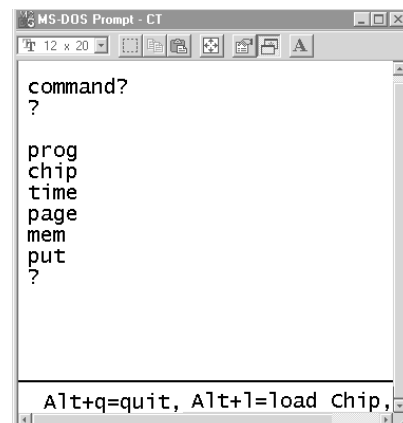 MS-DOS Prompt - CT
12 x 20 A
command?
?
prog
chip
time
page
mem
put
?
Alt+q=quit, Alt+l=load Chip,